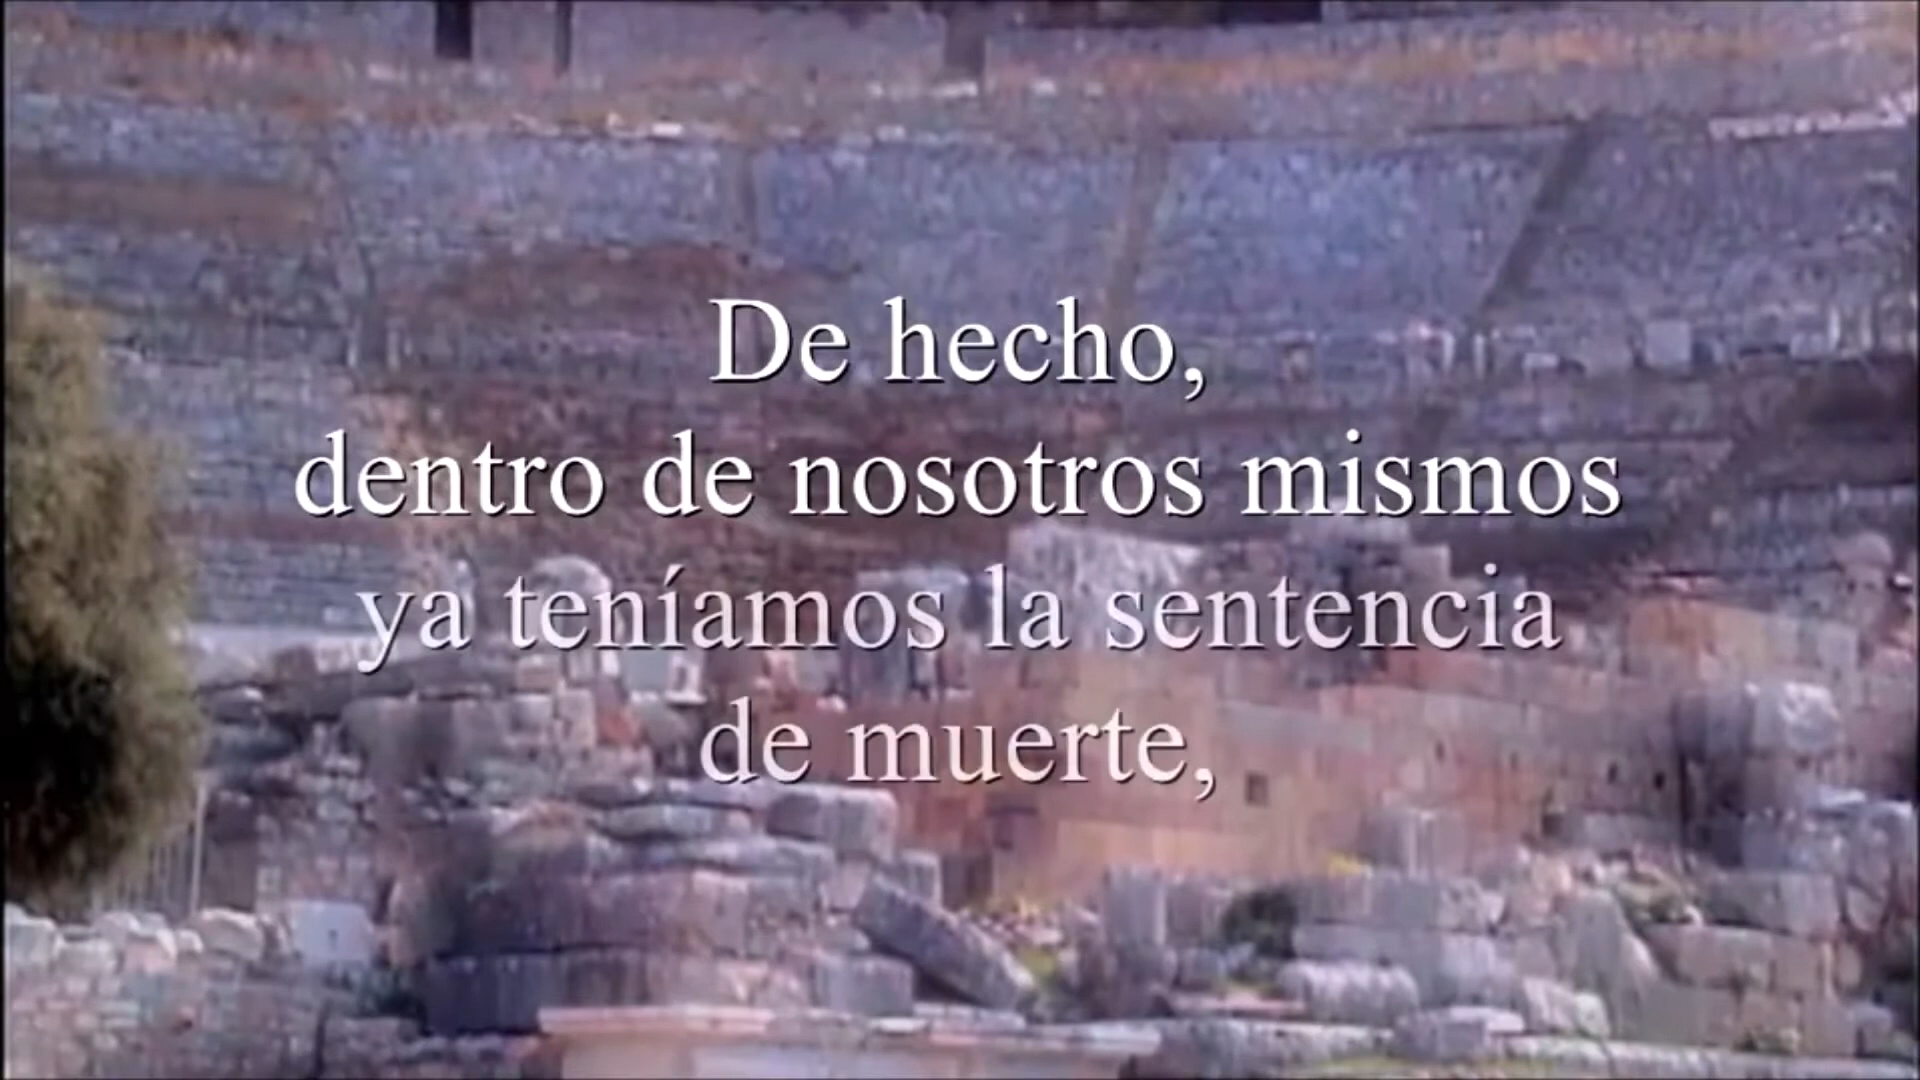 De hecho,
dentro de nosotros mismos
ya teníamos la sentencia
de muerte,